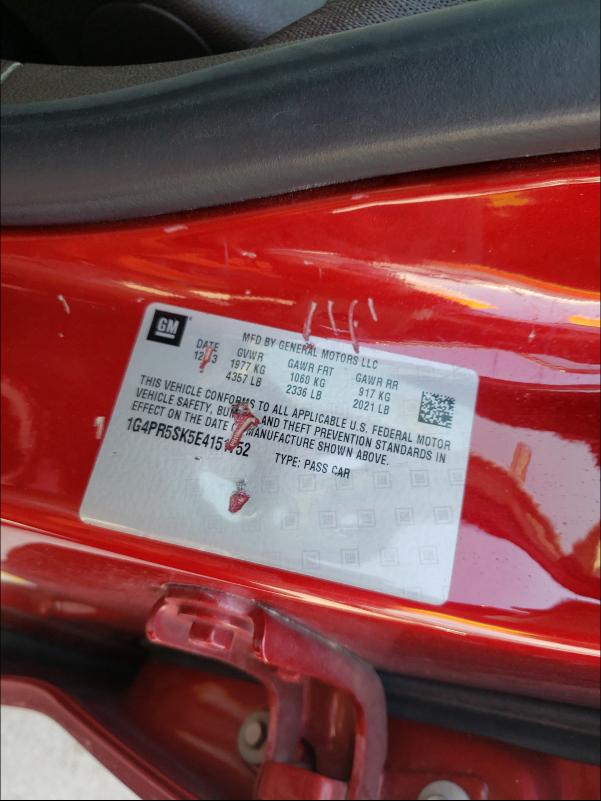 GM
MFD BY GENERAL MOTORS LLC
DATE GVWR GAWR FRT GAWR RR
1977 KG 1060 KG 917 KG
4357 LB 2336 LB 2021 LB
THIS VEHICLE CONFORMS TO ALL APPLICABLE U.S. FEDERAL MOTOR
VEHICLE SAFETY, AND THEFT PREVENTION STANDARDS IN
EFFECT ON THE DATE MANUFACTURE SHOWN ABOVE.
TYPE: PASS CAR